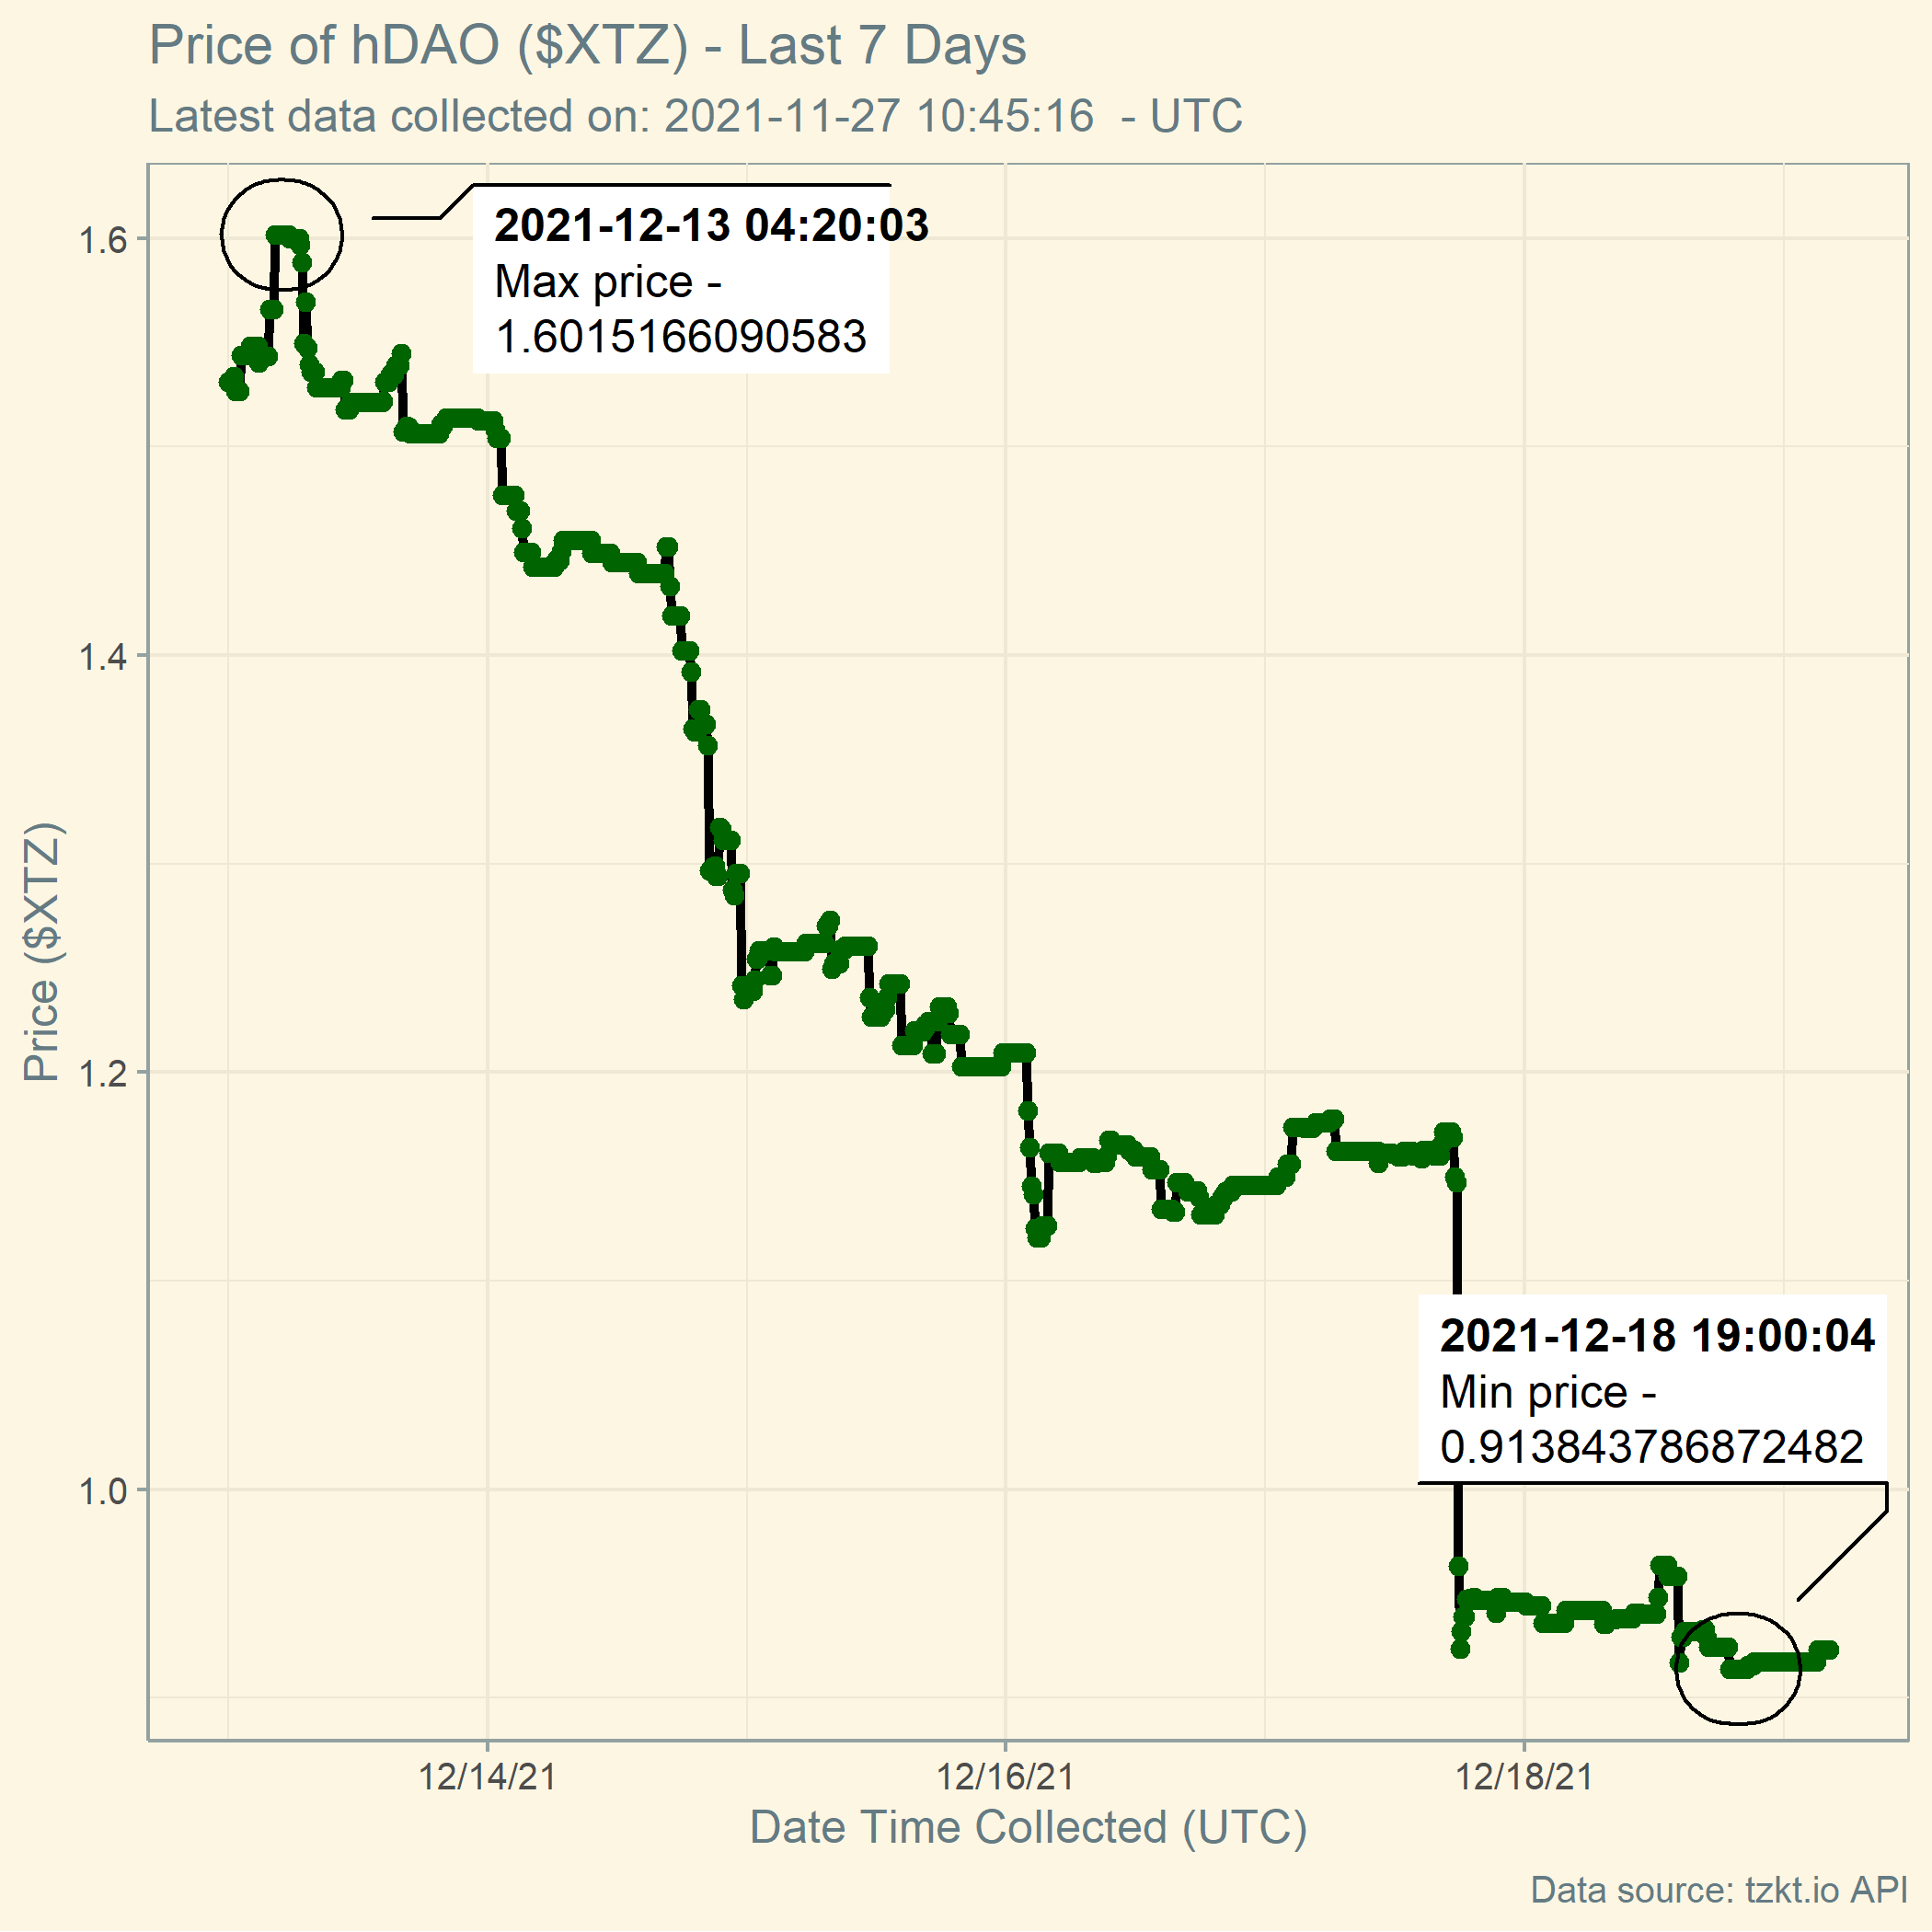 Price of hDAO ($XTZ) - Last 7 Days
Latest data collected on: 2021-11-27 10:45:16  - UTC
2021-12-13 04:20:03
Max price -
1.6015166090583
1.6
1.4
1.2
1.0
Price ($XTZ)
2021-12-18 19:00:04
Min price -
0.913843786872482
12/14/21
12/16/21
12/18/21
Date Time Collected (UTC)
Data source: tzkt.io API